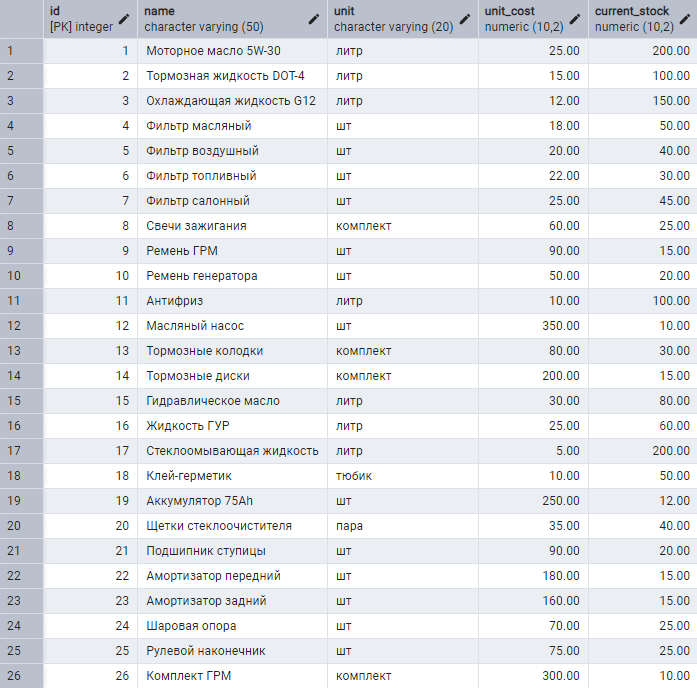 id name unit unit_cost current_stock
[PK] integer character varying (50) character varying (20) numeric (10,2) numeric (10,2)
1 1 Моторное масло 5W-30 литр 25.00 200.00
2 2 Тормозная жидкость DOT-4 литр 15.00 100.00
3 3 Охлаждающая жидкость G12 литр 12.00 150.00
4 4 Фильтр масляный шт 18.00 50.00
5 5 Фильтр воздушный шт 20.00 40.00
6 6 Фильтр топливный шт 22.00 30.00
7 7 Фильтр салонный шт 25.00 45.00
8 8 Свечи зажигания комплект 60.00 25.00
9 9 Ремень ГРМ шт 90.00 15.00
10 10 Ремень генератора шт 50.00 20.00
11 11 Антифриз литр 10.00 100.00
12 12 Масляный насос шт 350.00 10.00
13 13 Тормозные колодки комплект 80.00 30.00
14 14 Тормозные диски комплект 200.00 15.00
15 15 Гидравлическое масло литр 30.00 80.00
16 16 Жидкость ГУР литр 25.00 60.00
17 17 Стеклоомывающая жидкость литр 5.00 200.00
18 18 Клей-герметик тюбик 10.00 50.00
19 19 Аккумулятор 75Ah шт 250.00 12.00
20 20 Щетки стеклоочистителя пара 35.00 40.00
21 21 Подшипник ступицы шт 90.00 20.00
22 22 Амортизатор передний шт 180.00 15.00
23 23 Амортизатор задний шт 160.00 15.00
24 24 Шаровая опора шт 70.00 25.00
25 25 Рулевой наконечник шт 75.00 25.00
26 26 Комплект ГРМ комплект 300.00 10.00